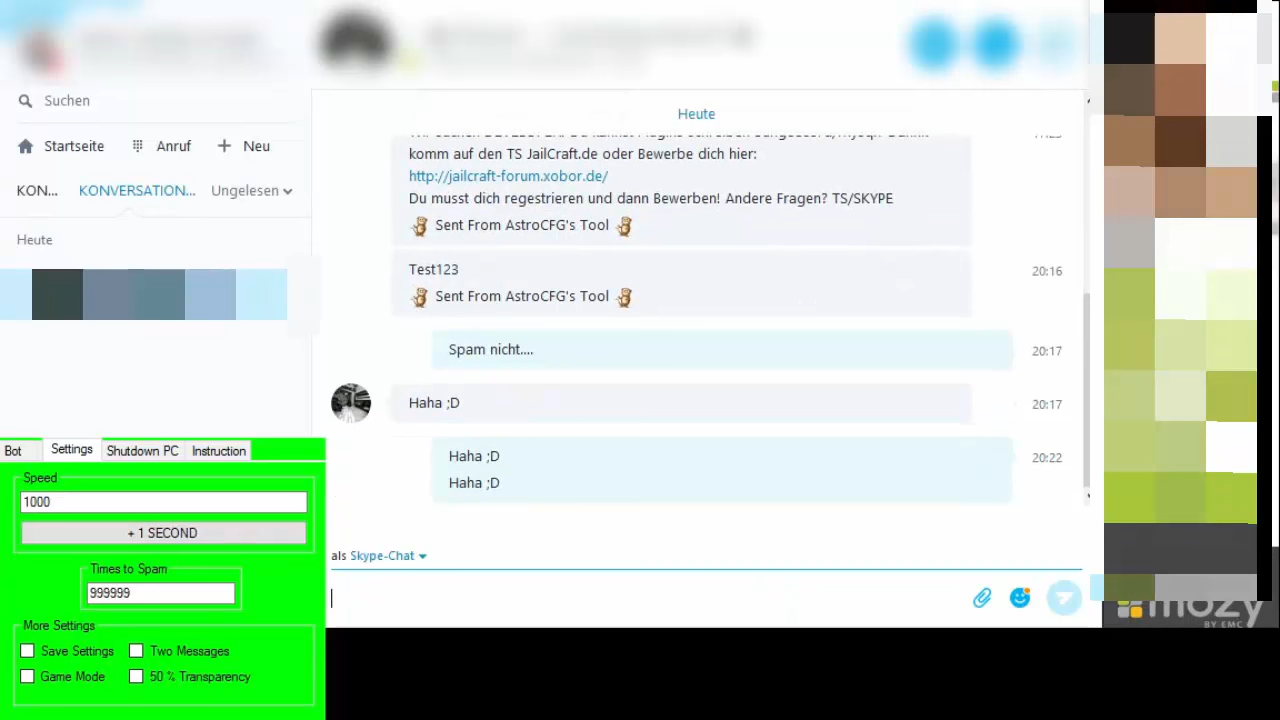 Suchen
Startseite
Anruf
Neu
KON...
KONVERSATION...
Ungelesen
Heute
Heute
komm auf den TS JailCraft.de oder Bewerbe dich hier:
http://jailcraft-forum.xobor.de/
Du musst dich regestrieren und dann Bewerben! Andere Fragen? TS/SKYPE
Sent From AstroCFG's Tool
Test123
20:16
Sent From AstroCFG's Tool
Spam nicht....
20:17
Haha ;D
20:17
Haha ;D
20:22
Haha ;D
als Skype-Chat
Bot
Settings
Shutdown PC
Instruction
Speed
1000
+ 1 SECOND
Times to Spam
999999
More Settings
Save Settings
Two Messages
Game Mode
50 % Transparency
mozy
BY EMC